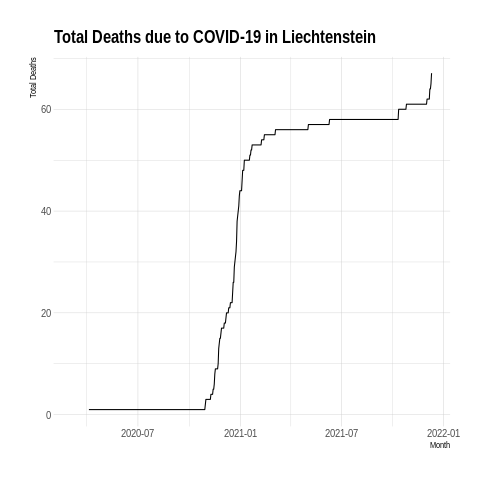 Total Deaths due to COVID-19 in Liechtenstein
Total Deaths
60
40
20
0
2020-07 2021-01 2021-07 2022-01
Month